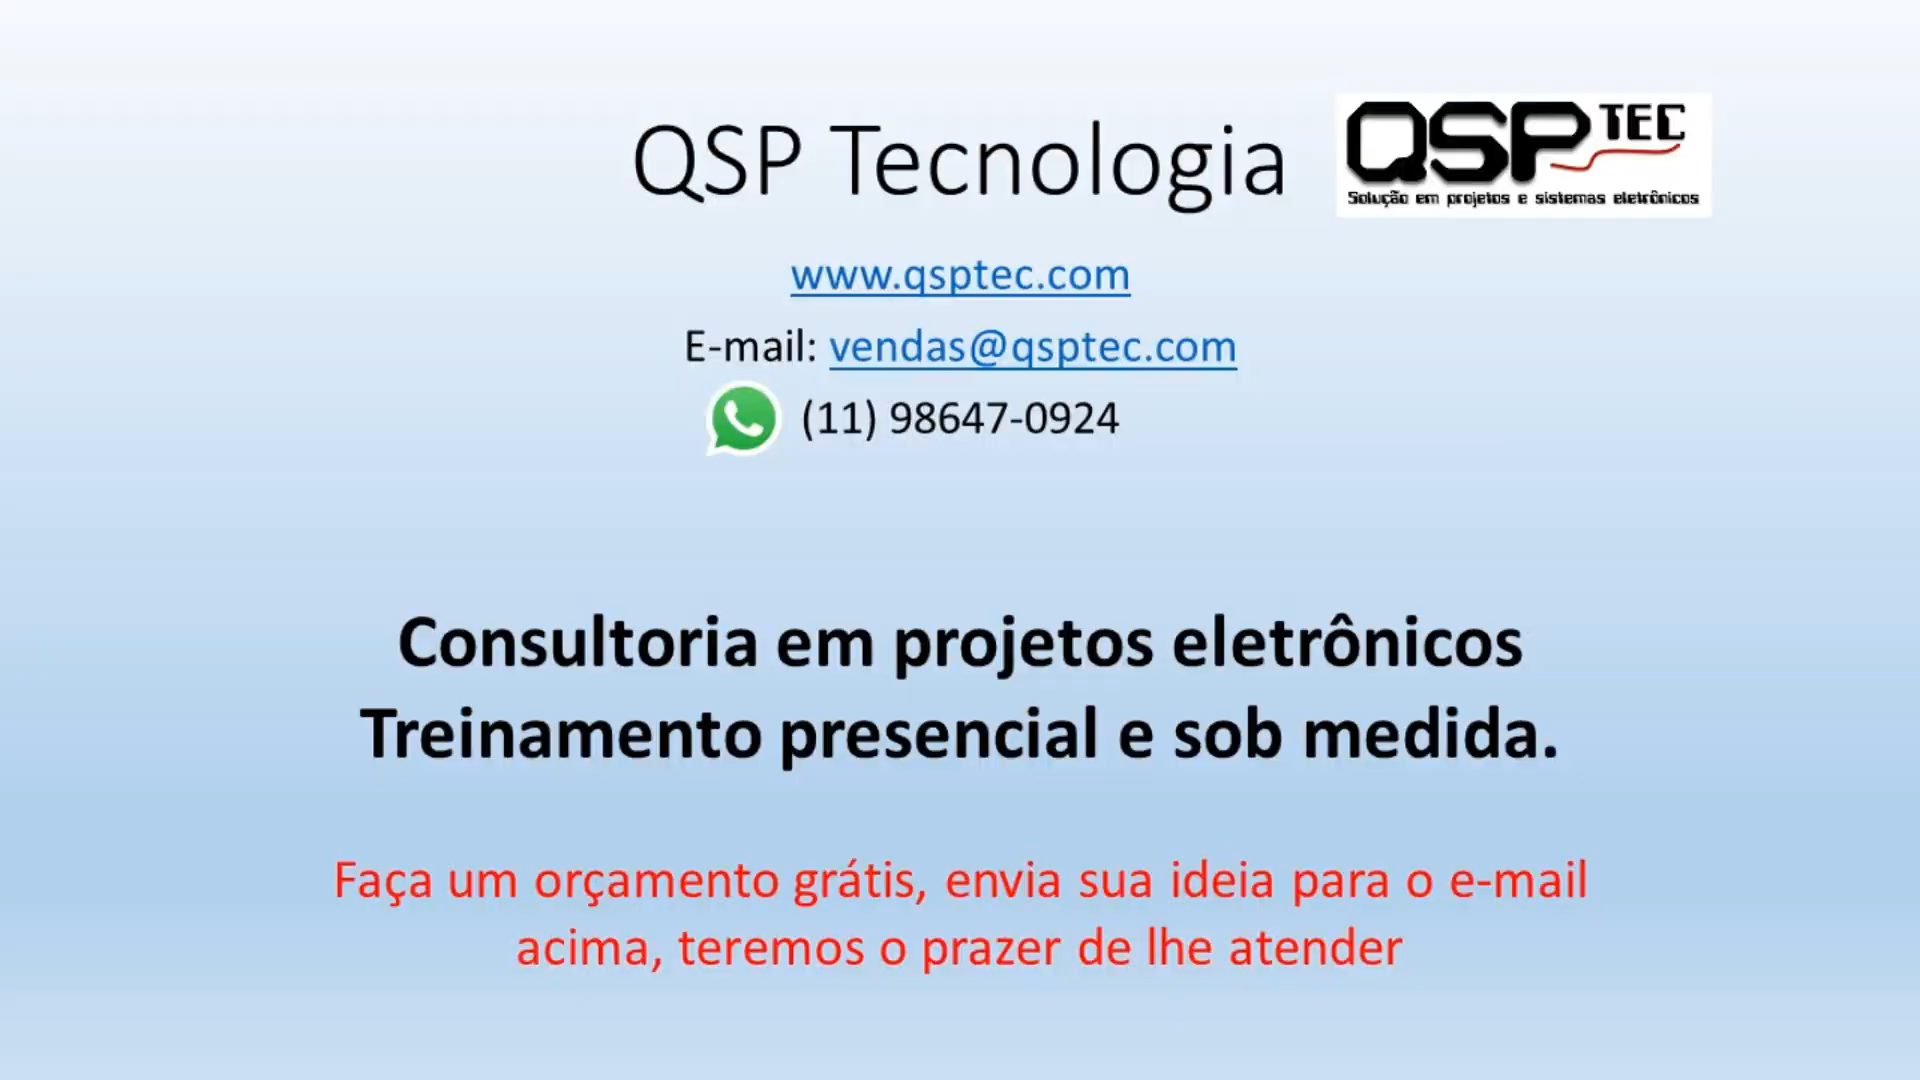 QSP Tecnologia
QSP TEC
Solução em projetos e sistemas eletrônicos
www.qsptec.com
E-mail: vendas@qsptec.com
(11) 98647-0924
Consultoria em projetos eletrônicos
Treinamento presencial e sob medida.
Faça um orçamento grátis, envia sua ideia para o e-mail
acima, teremos o prazer de lhe atender